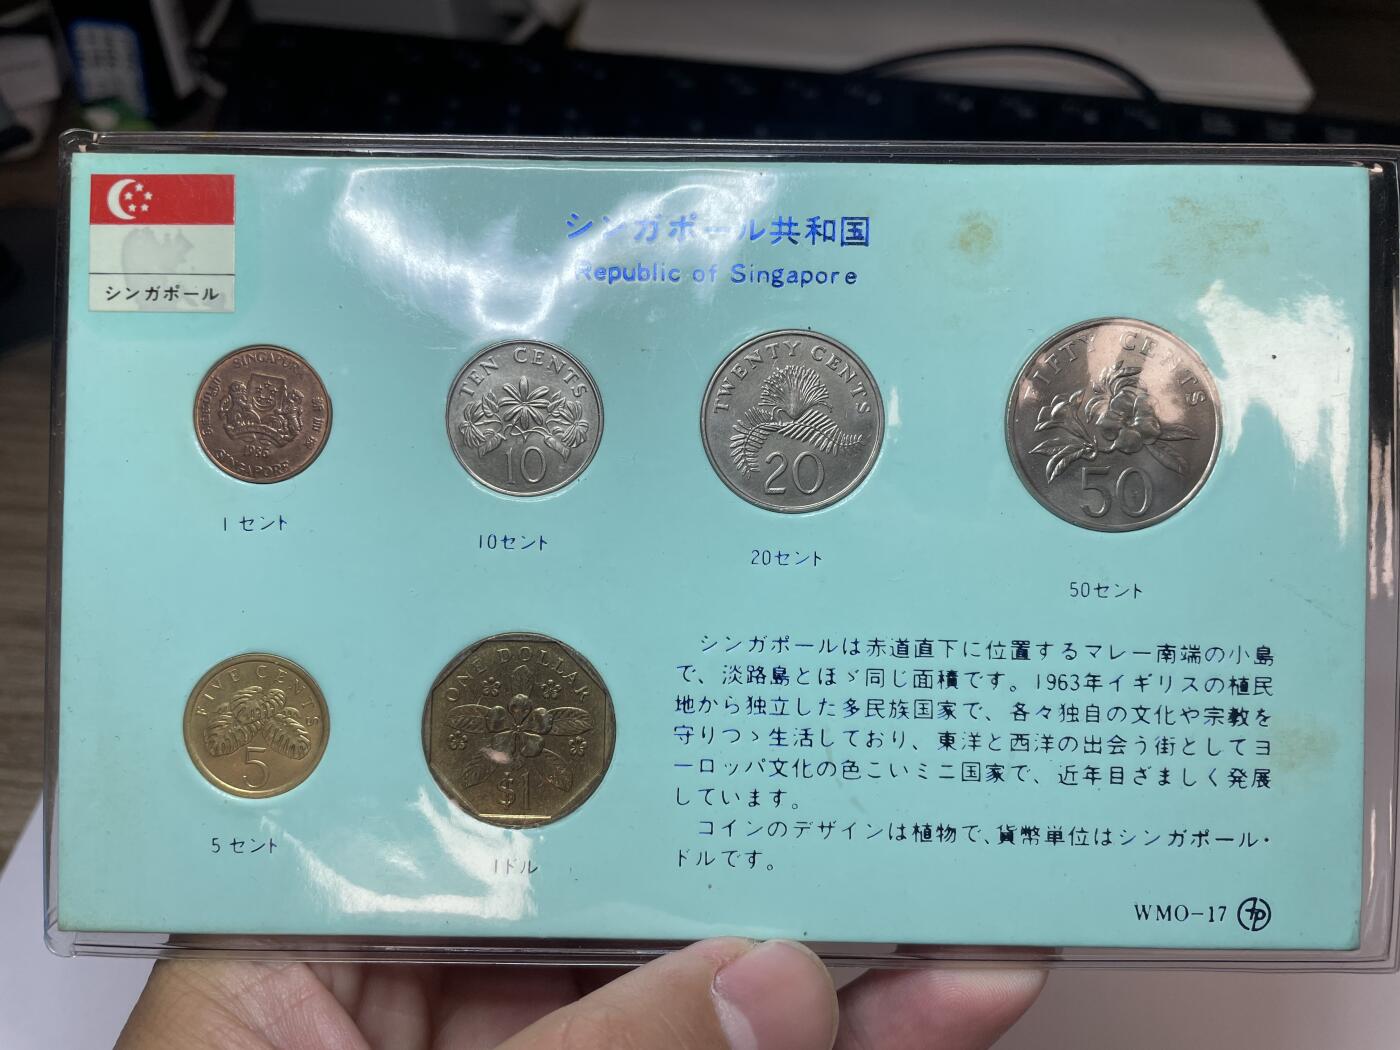 シンガポール共和国
Republic of Singapore
シンガポール
SINGAPURA
1986
SINGAPORE
1セント
TEN CENTS
10
10セント
TWENTY CENTS
20
20セント
FIFTY CENTS
50
50セント
FIVE CENTS
5
5セント
ONE DOLLAR
$1
1ドル
シンガポールは赤道直下に位置するマレー南端の小島
で、淡路島とほゞ同じ面積です。1963年イギリスの植民
地から独立した多民族国家で、各々独自の文化や宗教を
守りつゝ生活しており、東洋と西洋の出会う街としてヨ
ーロッパ文化の色こいミニ国家で、近年目ざましく発展
しています。
コインのデザインは植物で、貨幣単位はシンガポール・
ドルです。
WMO-17